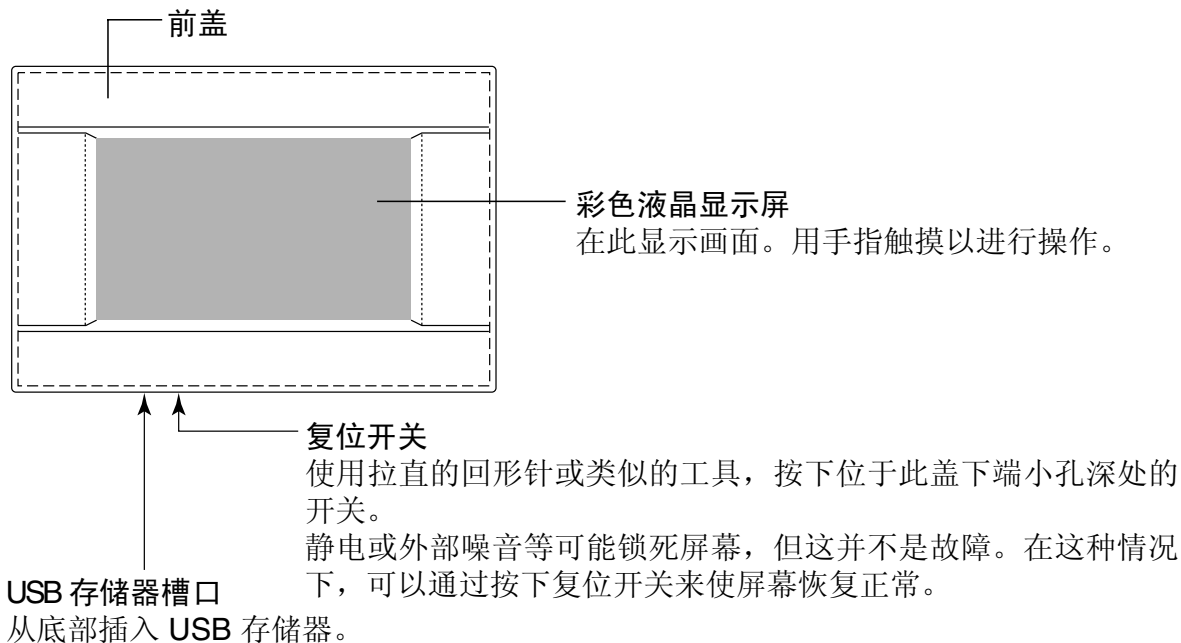 前盖
彩色液晶显示屏
在此显示画面。用手指触摸以进行操作。
复位开关
使用拉直的回形针或类似的工具，按下位于此盖下端小孔深处的
开关。
静电或外部噪音等可能锁死屏幕，但这并不是故障。在这种情况
下，可以通过按下复位开关来使屏幕恢复正常。
USB 存储器槽口
从底部插入 USB 存储器。